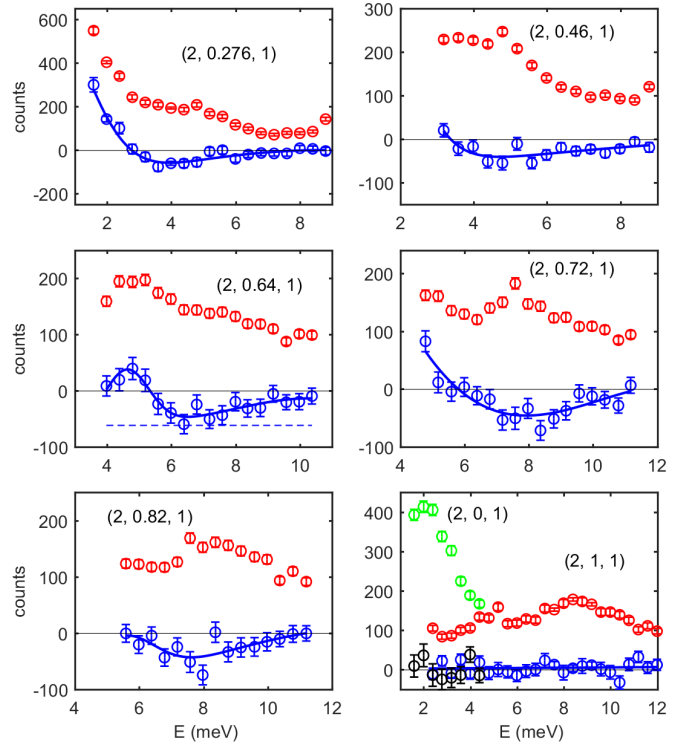 600
400
200
0
-200
counts
2 4 6 8
(2, 0.276, 1)
300
200
100
0
-100
2 4 6 8
(2, 0.46, 1)
200
100
0
-100
counts
4 6 8 10 12
(2, 0.64, 1)
200
100
0
-100
4 6 8 10 12
(2, 0.72, 1)
200
100
0
-100
counts
4 6 8 10 12
E (meV)
(2, 0.82, 1)
400
300
200
100
0
2 4 6 8 10 12
E (meV)
(2, 0, 1)
(2, 1, 1)